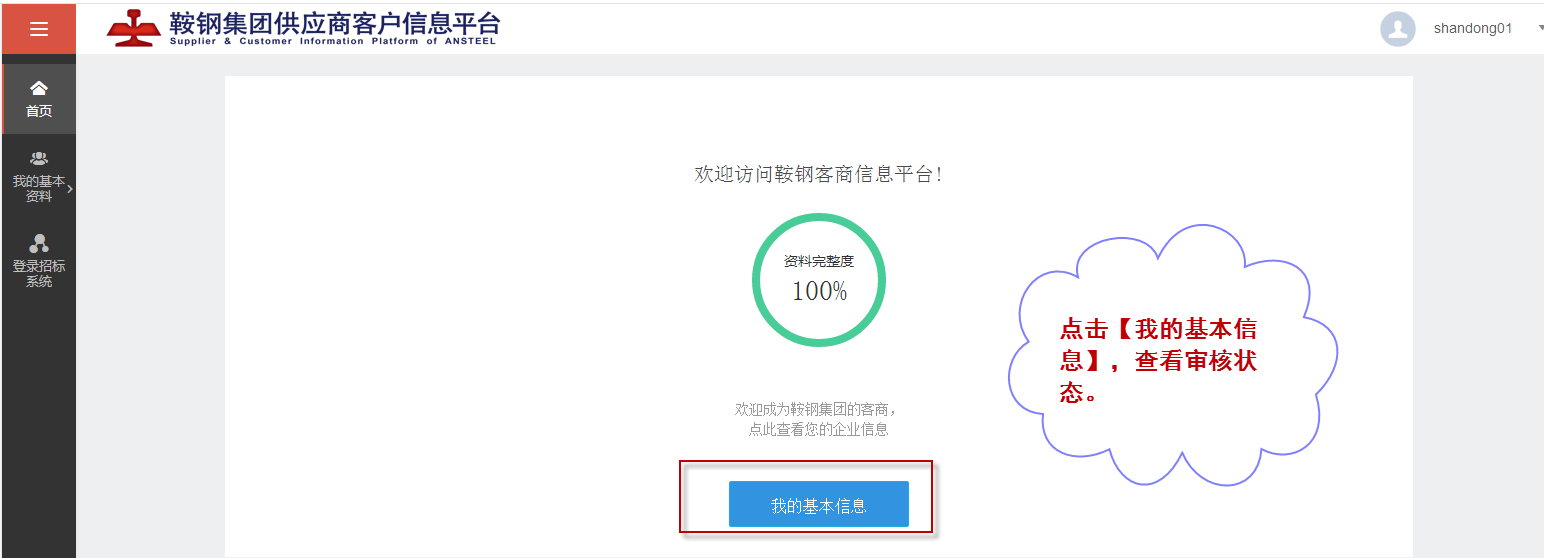 鞍钢集团供应商客户信息平台
Supplier & Customer Information Platform of ANSTEEL
shandong01
首页
我的基本
资料
登录招标
系统
欢迎访问鞍钢客商信息平台!
资料完整度
100%
欢迎成为鞍钢集团的客商，
点此查看您的企业信息
我的基本信息
点击【我的基本信
息】，查看审核状
态。